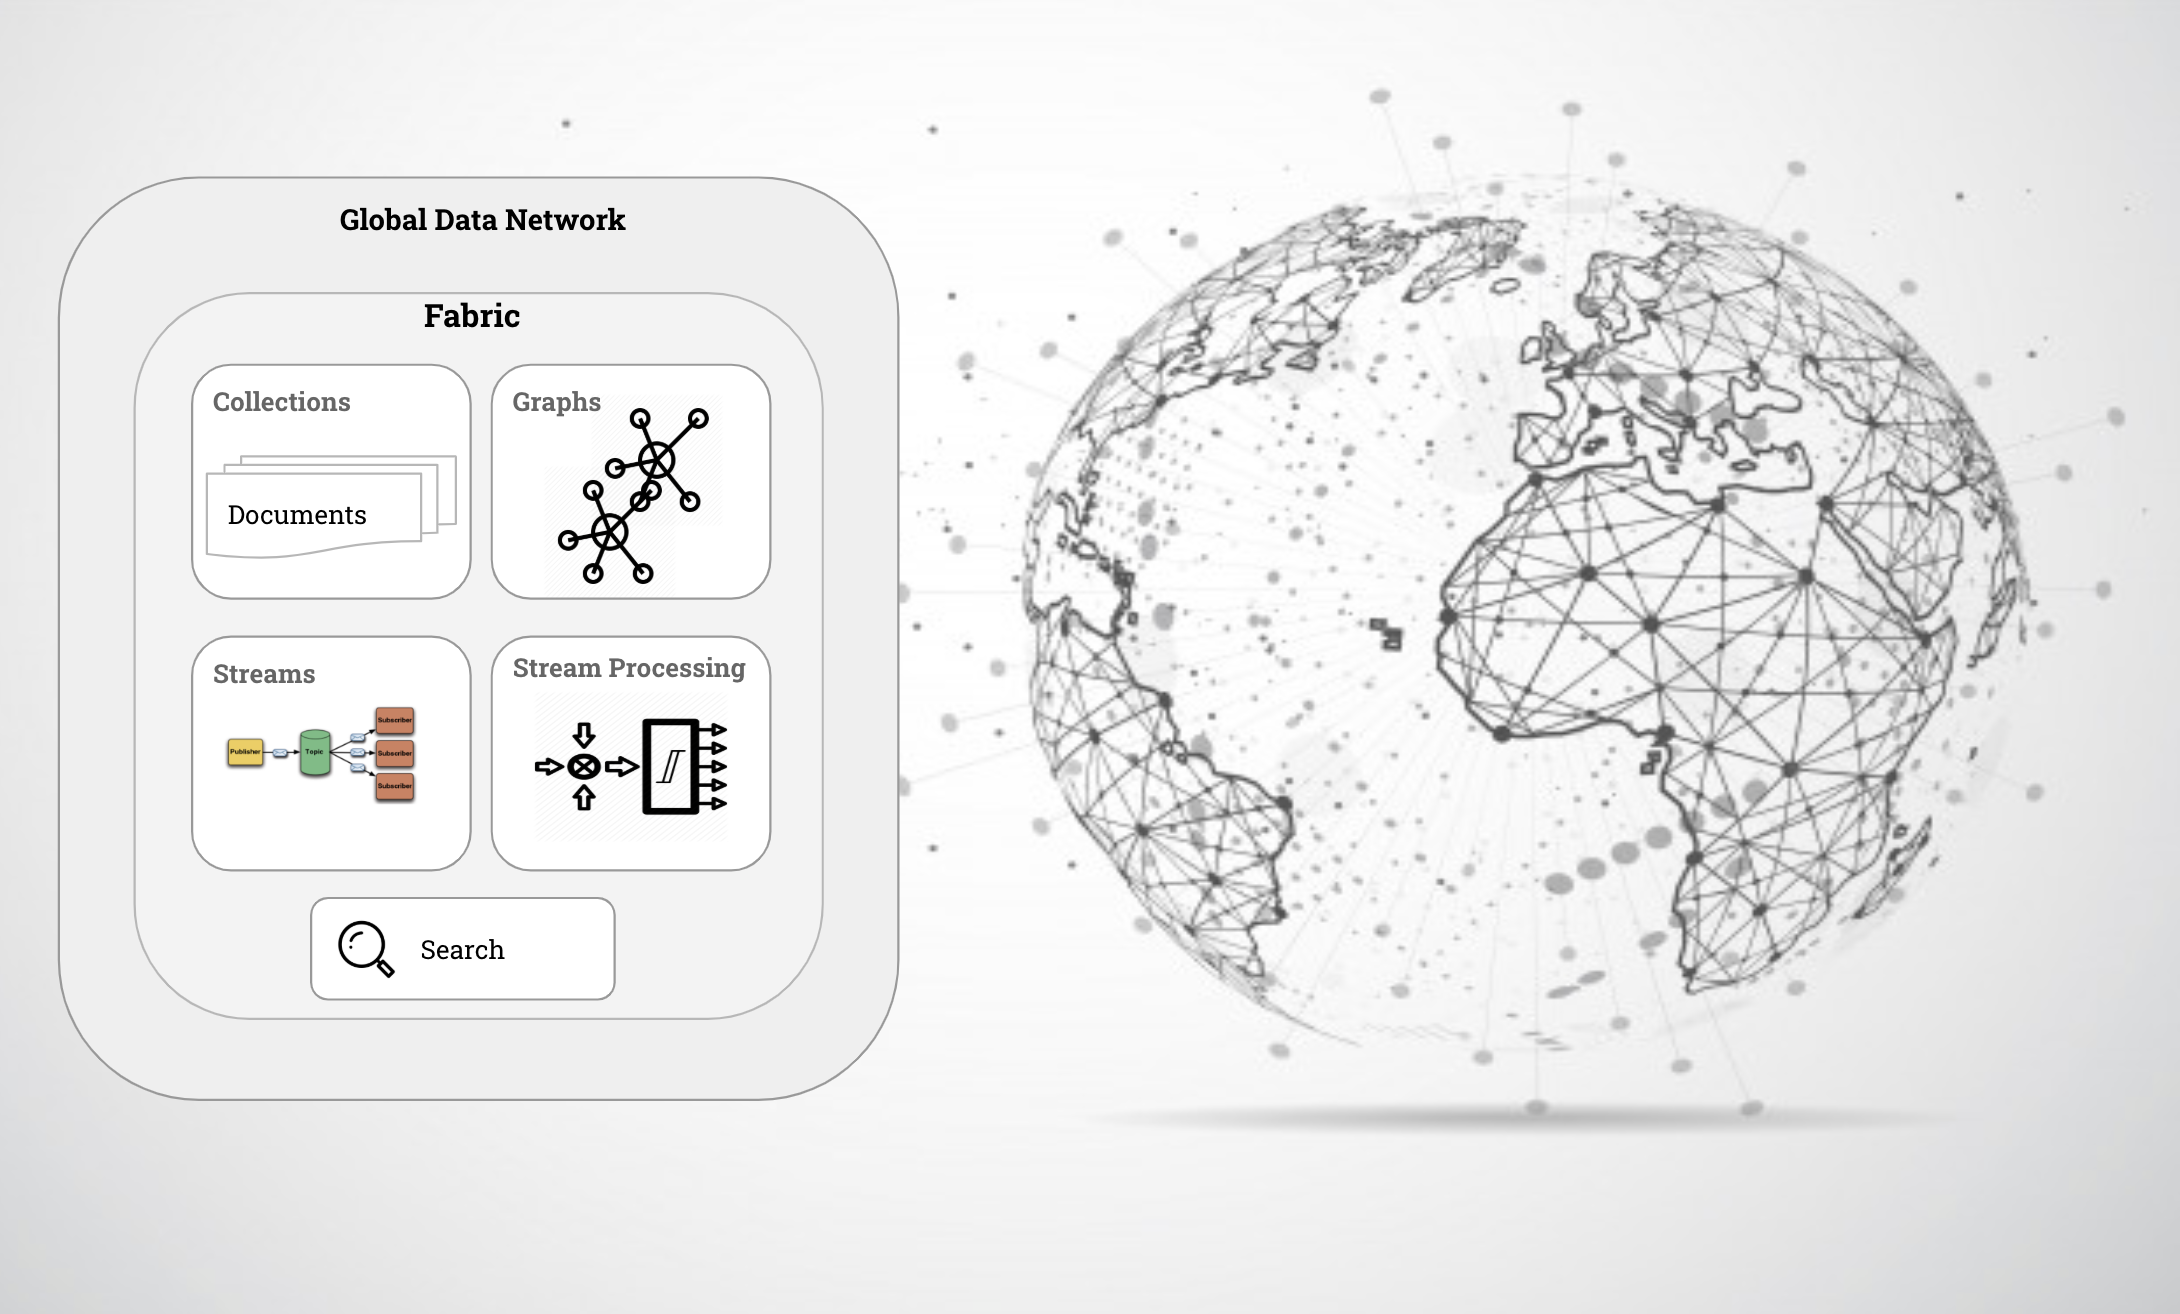 Global Data Network
Fabric
Collections
Documents
Graphs
Streams
Publisher
Topic
Subscriber
Subscriber
Subscriber
Stream Processing
Search